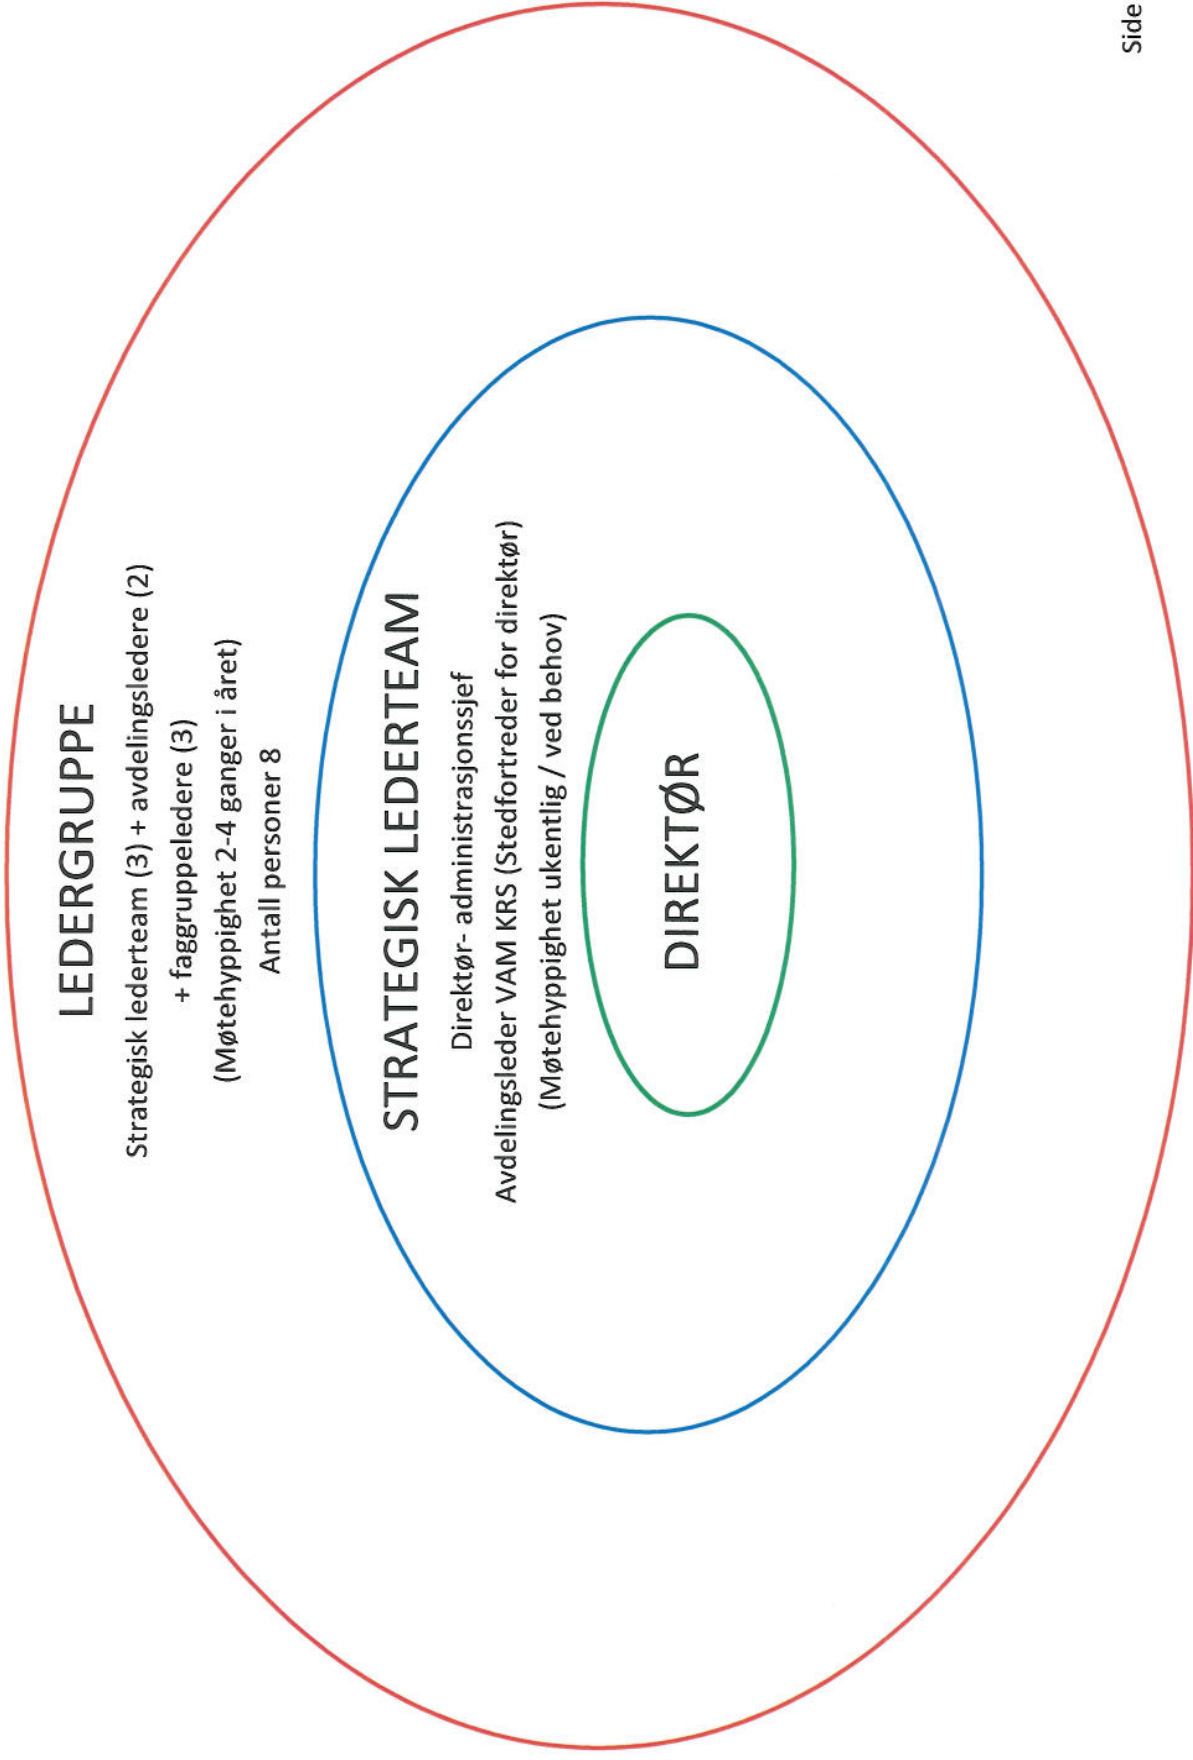 LEDERGRUPPE
Strategisk lederteam (3) + avdelingsledere (2)
+ faggruppeledere (3)
(Møtehyppighet 2-4 ganger i året)
Antall personer 8
STRATEGISK LEDERTEAM
Direktør- administrasjonssjef
Avdelingsleder VAM KRS (Stedfortreder for direktør)
(Møtehyppighet ukentlig / ved behov)
DIREKTØR
Side